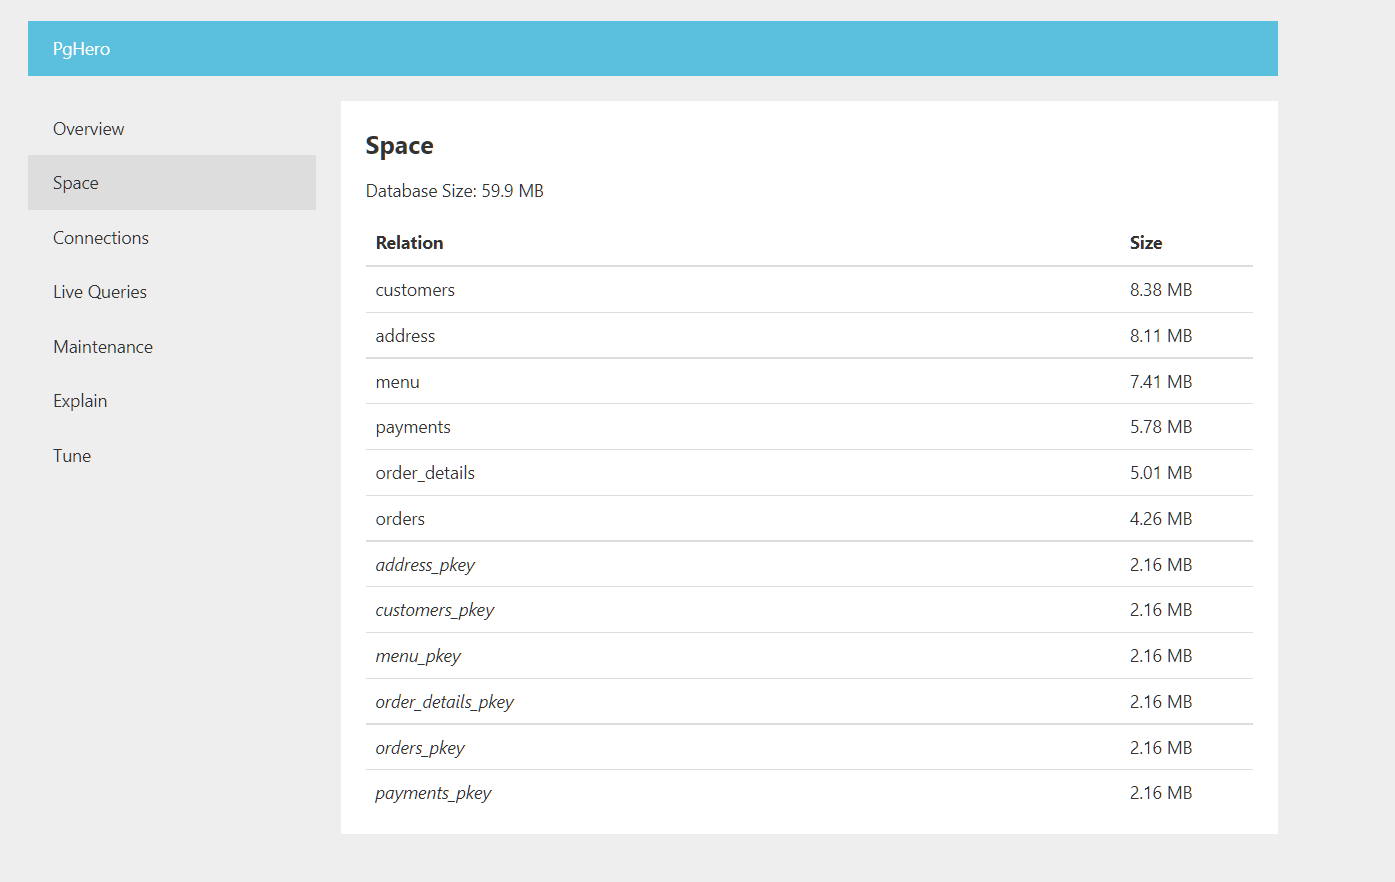 PgHero
Overview
Space
Connections
Live Queries
Maintenance
Explain
Tune
Space
Database Size: 59.9 MB
Relation Size
customers 8.38 MB
address 8.11 MB
menu 7.41 MB
payments 5.78 MB
order_details 5.01 MB
orders 4.26 MB
address_pkey 2.16 MB
customers_pkey 2.16 MB
menu_pkey 2.16 MB
order_details_pkey 2.16 MB
orders_pkey 2.16 MB
payments_pkey 2.16 MB